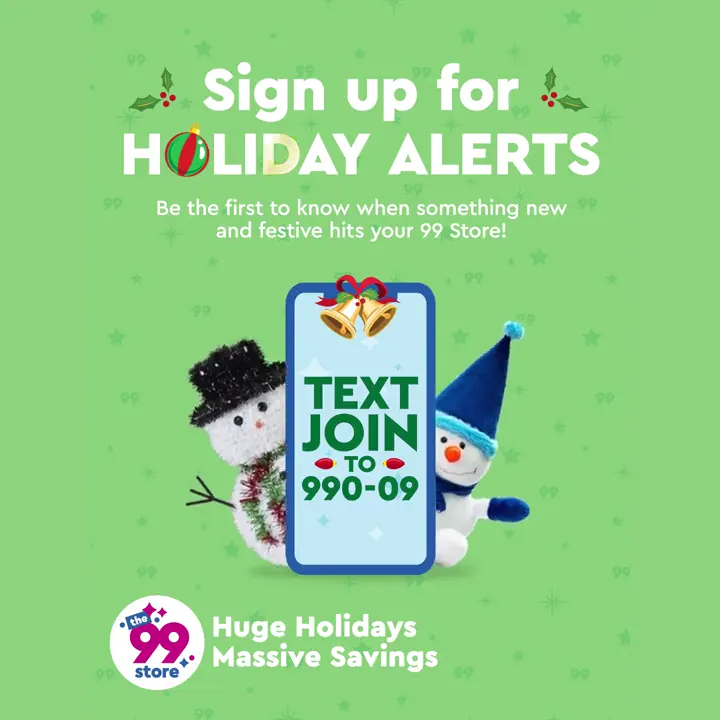 Sign up for
HOLIDAY ALERTS
Be the first to know when something new
and festive hits your 99 Store!
TEXT
JOIN
TO
990-09
the
99
store
Huge Holidays
Massive Savings